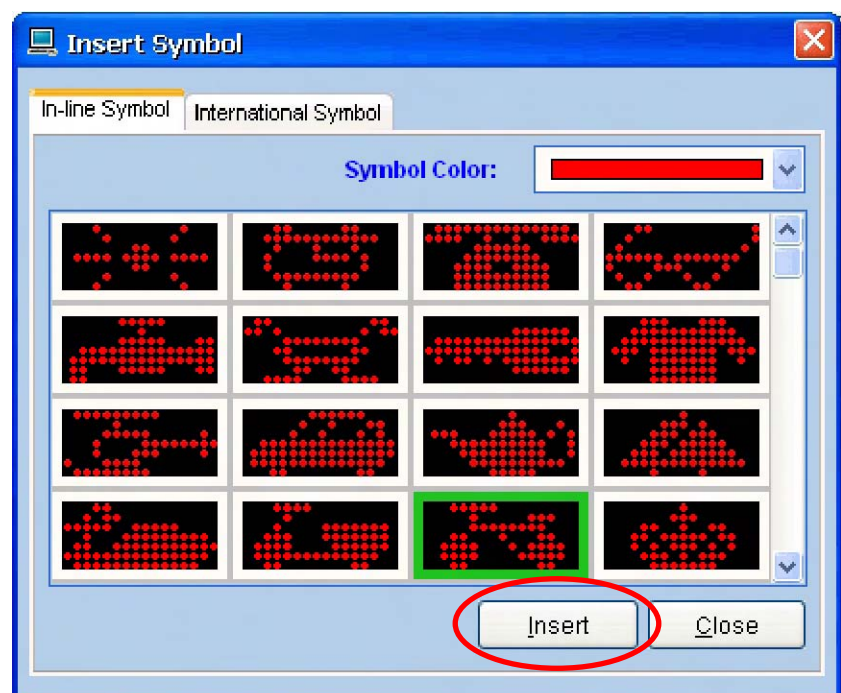 Insert Symbol
In-line Symbol
International Symbol
Symbol Color:
Insert
Close